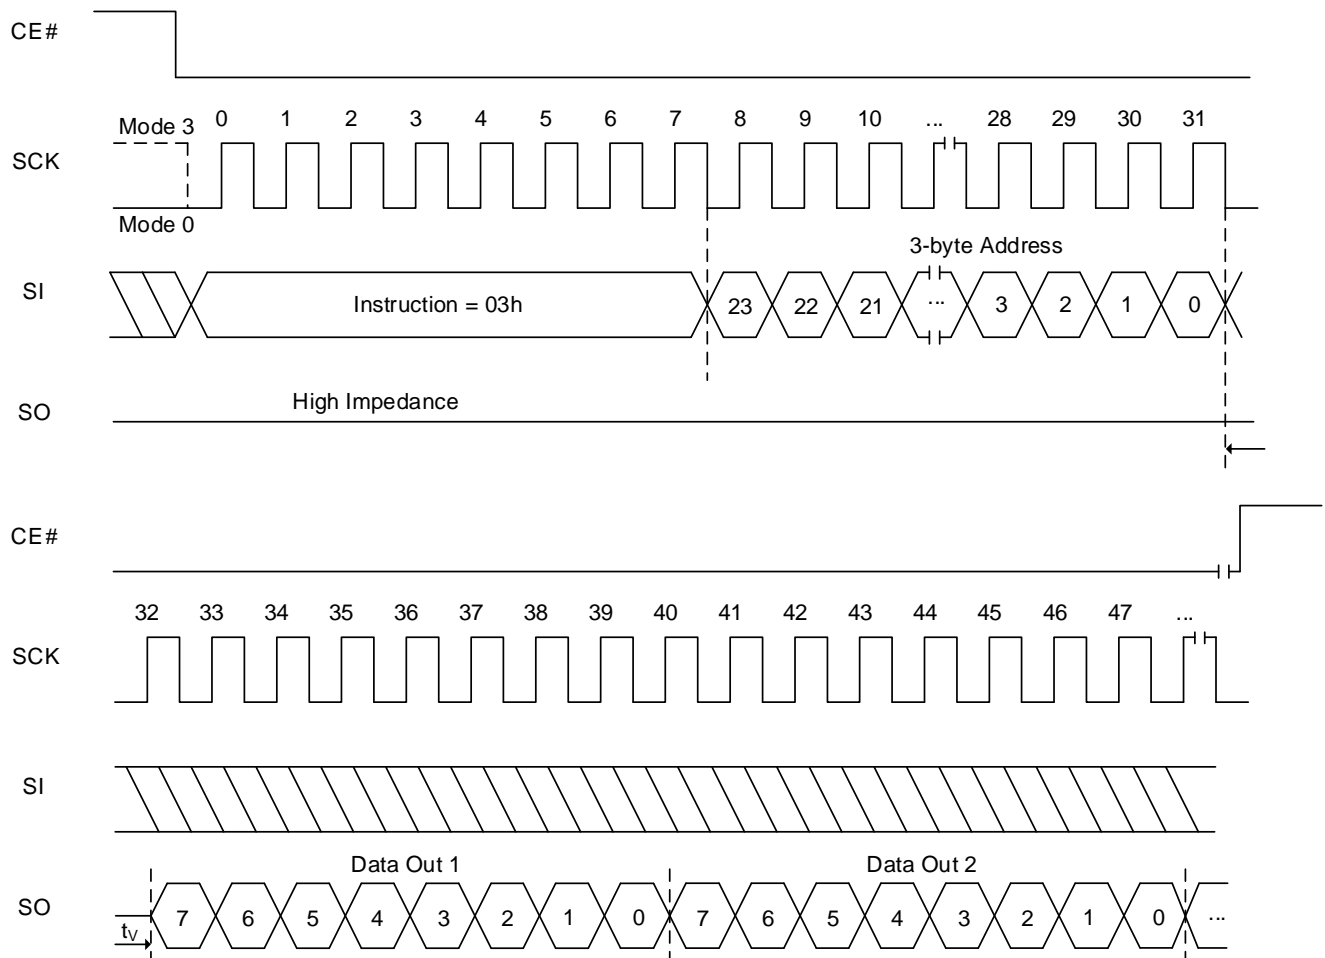 CE#
Mode 3 0 1 2 3 4 5 6 7 8 9 10 ... 28 29 30 31
SCK
Mode 0
3-byte Address
SI Instruction = 03h 23 22 21 ... 3 2 1 0
High Impedance
SO
CE#
32 33 34 35 36 37 38 39 40 41 42 43 44 45 46 47 ...
SCK
SI
Data Out 1 Data Out 2
SO 7 6 5 4 3 2 1 0 7 6 5 4 3 2 1 0 ...
tV